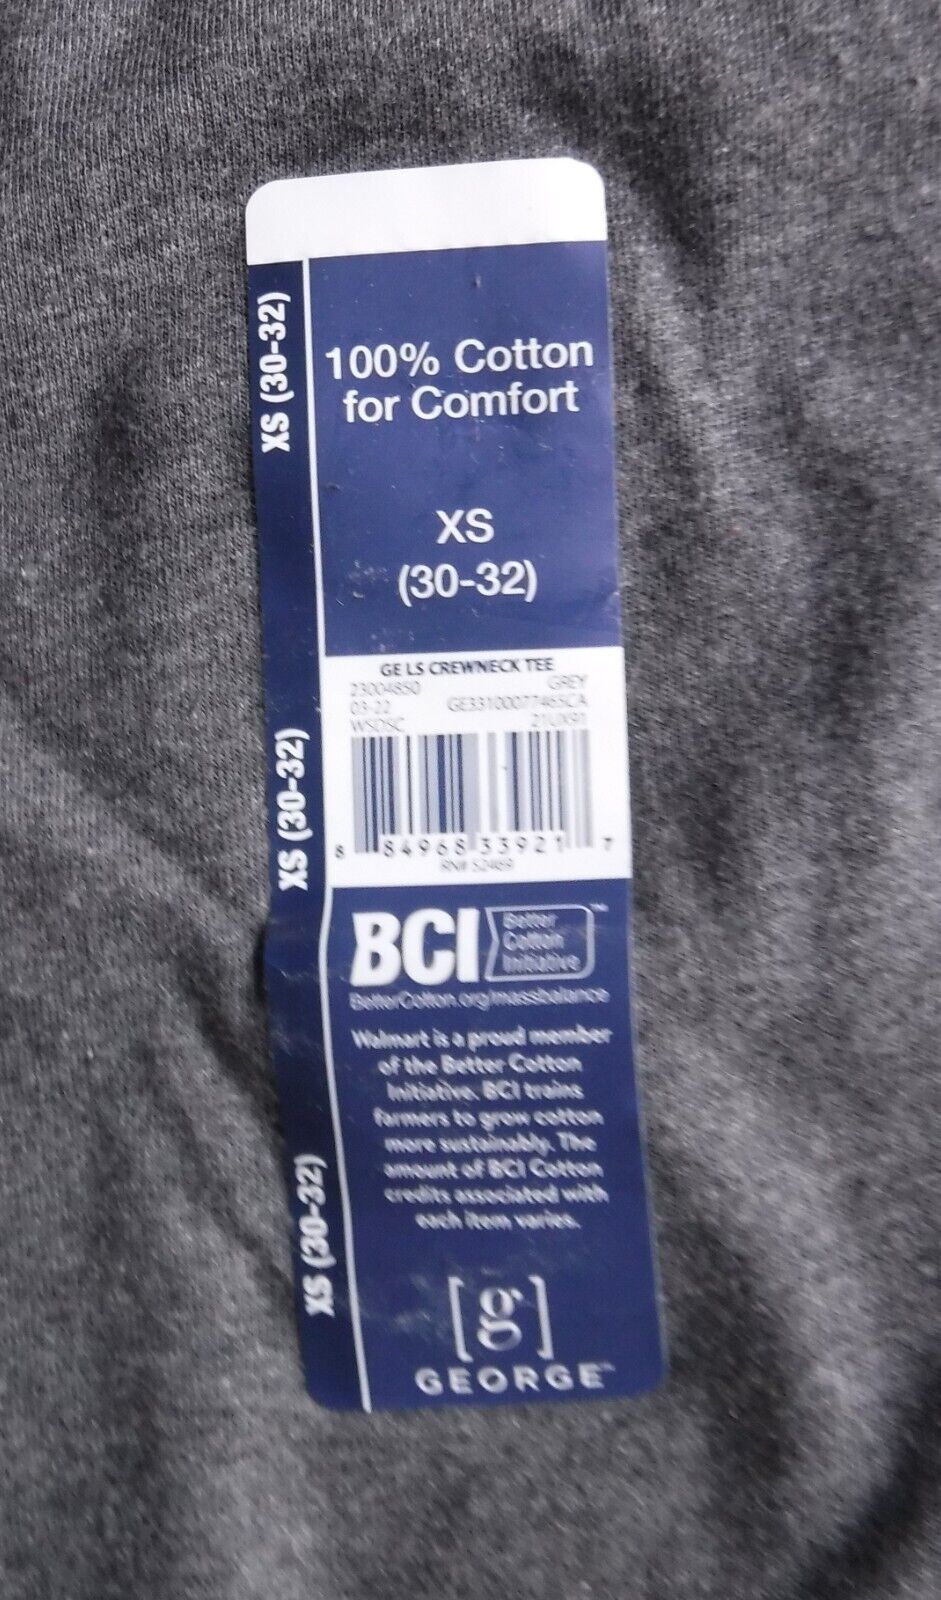 XS (30-32)
100% Cotton
for Comfort
XS
(30-32)
GE LS CREWNECK TEE
23004850 GREY
03-22 GE33100077465CA
WSDSC 21UX91
8 84968 33921 7
RN# 52469
XS (30-32)
BCI Better
Cotton
Initiative ™
BetterCotton.org/massbalance
Walmart is a proud member
of the Better Cotton
Initiative. BCI trains
farmers to grow cotton
more sustainably. The
amount of BCI Cotton
credits associated with
each item varies.
XS (30-32)
[g]
GEORGE™